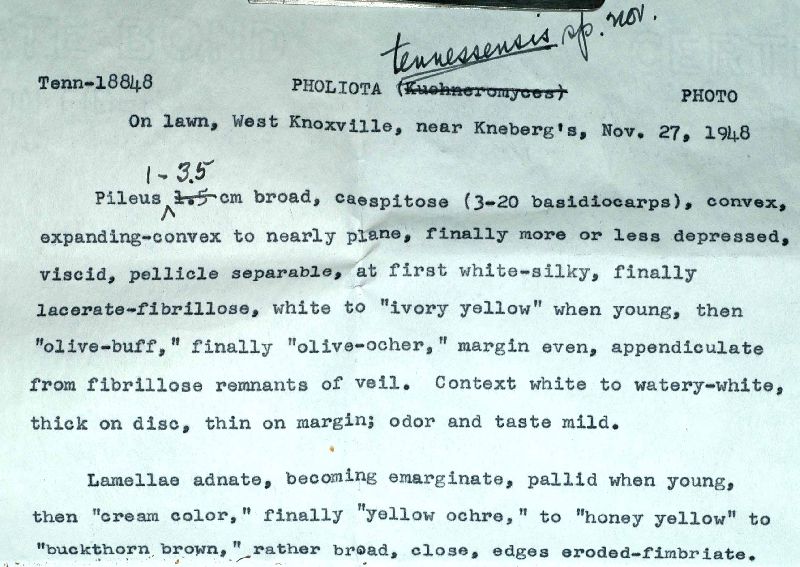 tennessensis sp. nov.
Tenn-18848 PHOLIOTA (Kuehneromyces) PHOTO
On lawn, West Knoxville, near Kneberg's, Nov. 27, 1948
1 - 3.5
Pileus 1.5 cm broad, caespitose (3-20 basidiocarps), convex,
expanding-convex to nearly plane, finally more or less depressed,
viscid, pellicle separable, at first white-silky, finally
lacerate-fibrillose, white to "ivory yellow" when young, then
"olive-buff," finally "olive-ocher," margin even, appendiculate
from fibrillose remnants of veil. Context white to watery-white,
thick on disc, thin on margin; odor and taste mild.
Lamellae adnate, becoming emarginate, pallid when young,
then "cream color," finally "yellow ochre," to "honey yellow" to
"buckthorn brown," rather broad, close, edges eroded-fimbriate.